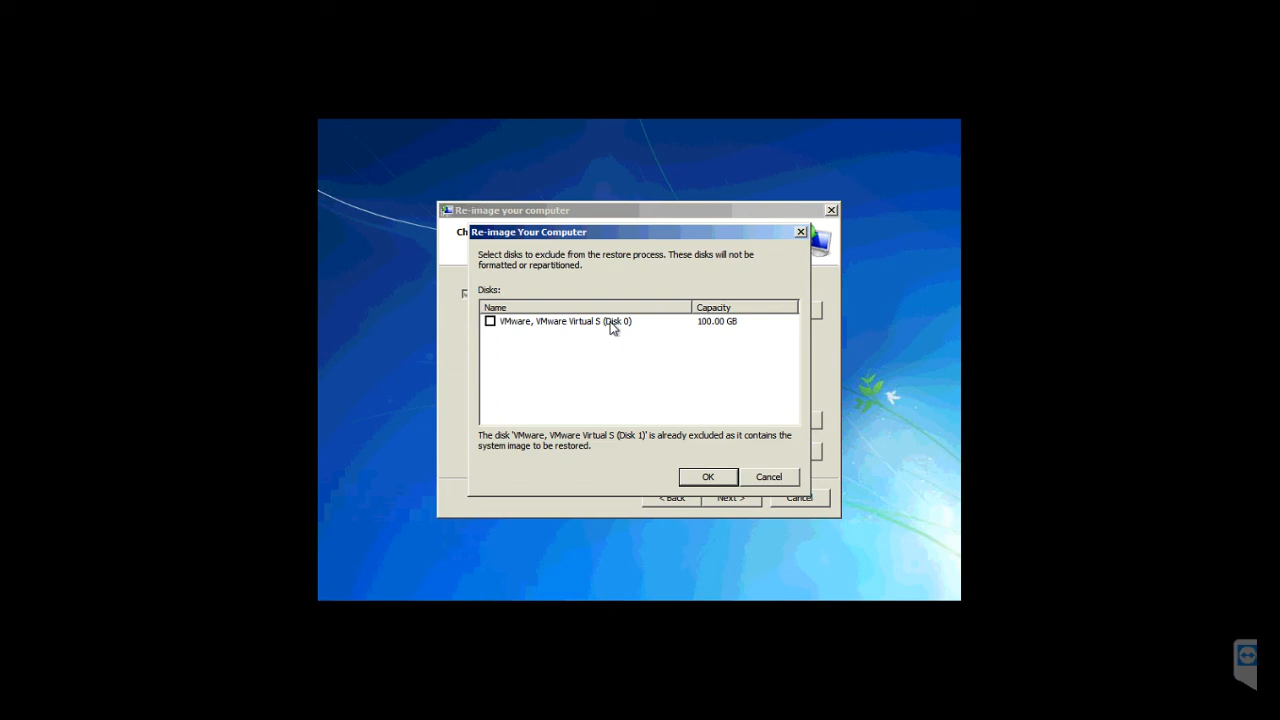 Re-image your computer
Ch
Re-image Your Computer
Select disks to exclude from the restore process. These disks will not be
formatted or repartitioned.
Disks:
Name Capacity
VMware, VMware Virtual S (Disk 0) 100.00 GB
The disk 'VMware, VMware Virtual S (Disk 1)' is already excluded as it contains the
system image to be restored.
OK Cancel
< Back Next > Cancel